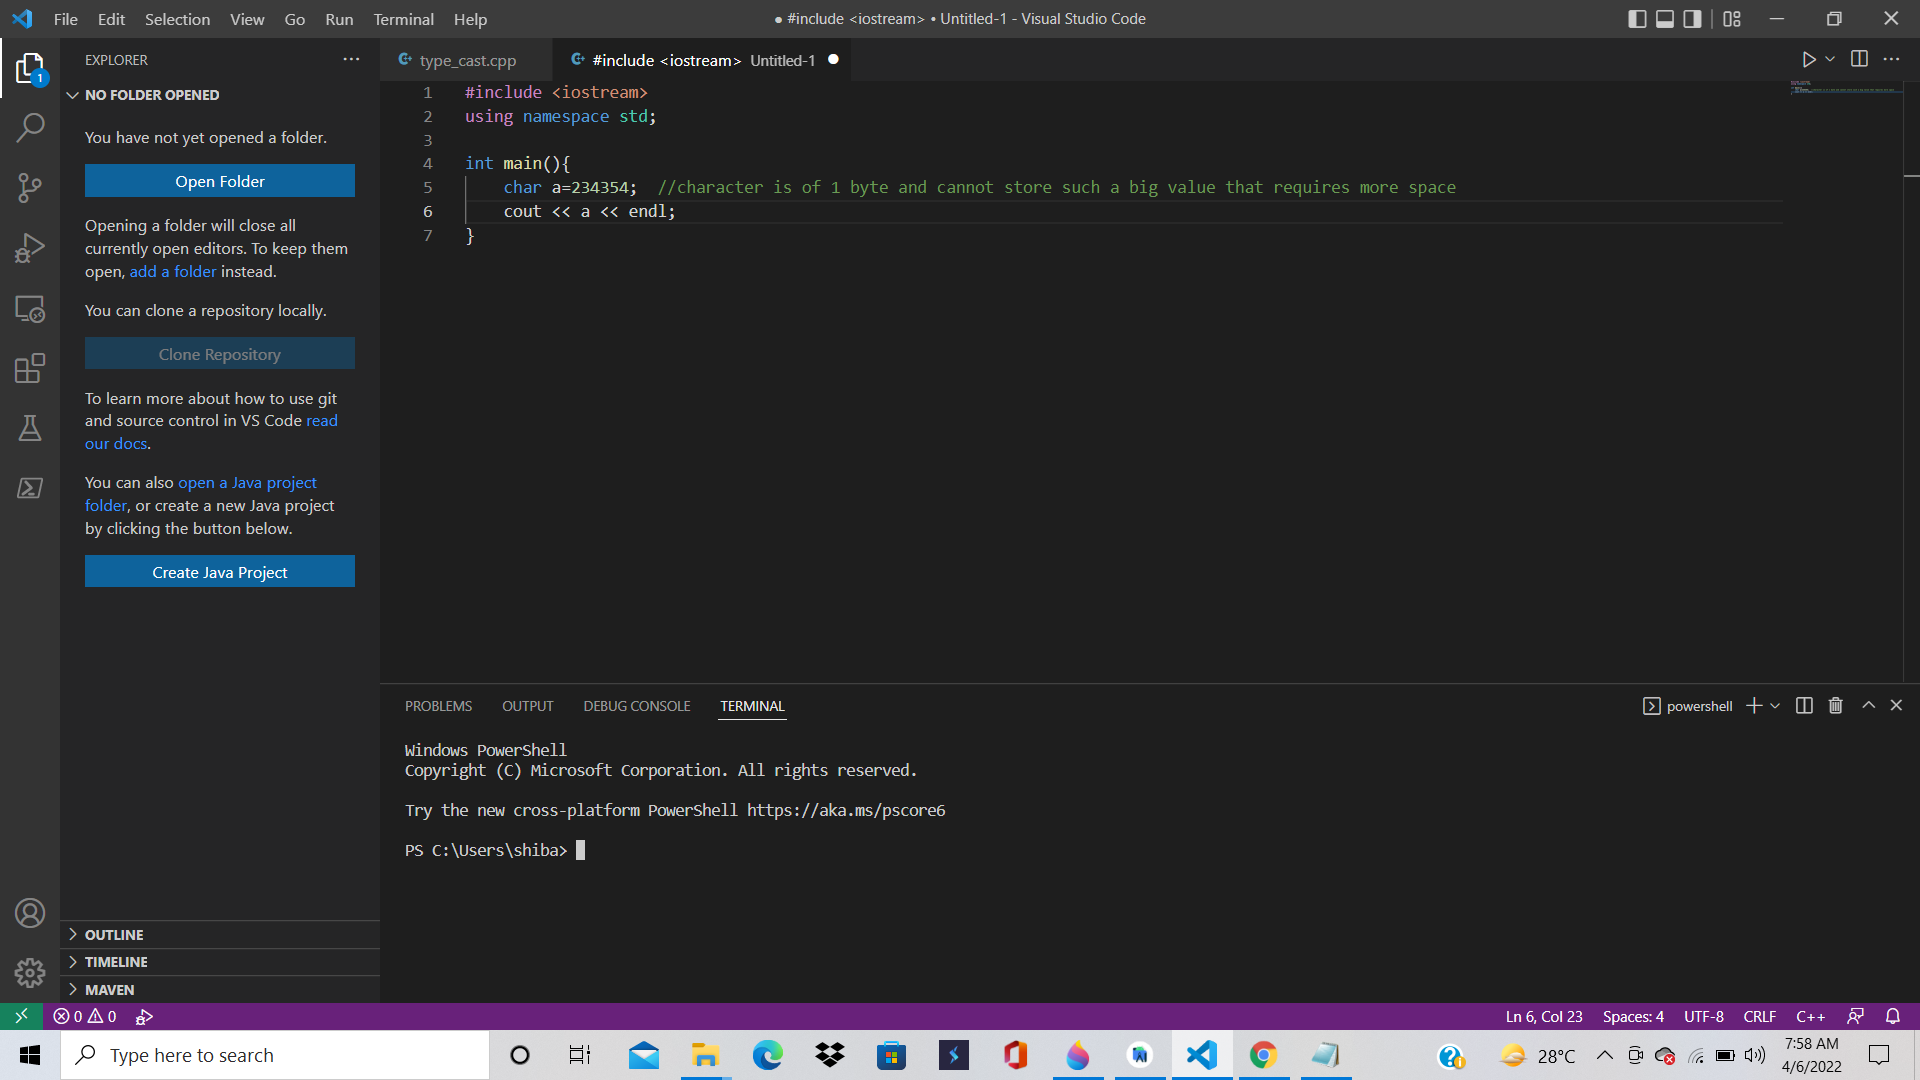 File Edit Selection View Go Run Terminal Help
● #include <iostream> • Untitled-1 - Visual Studio Code
EXPLORER
type_cast.cpp
#include <iostream> Untitled-1 ●
1
NO FOLDER OPENED
You have not yet opened a folder.
Open Folder
Opening a folder will close all
currently open editors. To keep them
open, add a folder instead.
You can clone a repository locally.
Clone Repository
To learn more about how to use git
and source control in VS Code read
our docs.
You can also open a Java project
folder, or create a new Java project
by clicking the button below.
Create Java Project
OUTLINE
TIMELINE
MAVEN
1 #include <iostream>
2 using namespace std;
3
4 int main(){
5 char a=234354; //character is of 1 byte and cannot store such a big value that requires more space
6 cout << a << endl;
7 }
PROBLEMS OUTPUT DEBUG CONSOLE TERMINAL
powershell
Windows PowerShell
Copyright (C) Microsoft Corporation. All rights reserved.
Try the new cross-platform PowerShell https://aka.ms/pscore6
PS C:\Users\shiba>
0 0
Ln 6, Col 23 Spaces: 4 UTF-8 CRLF C++
Type here to search
28°C
7:58 AM
4/6/2022